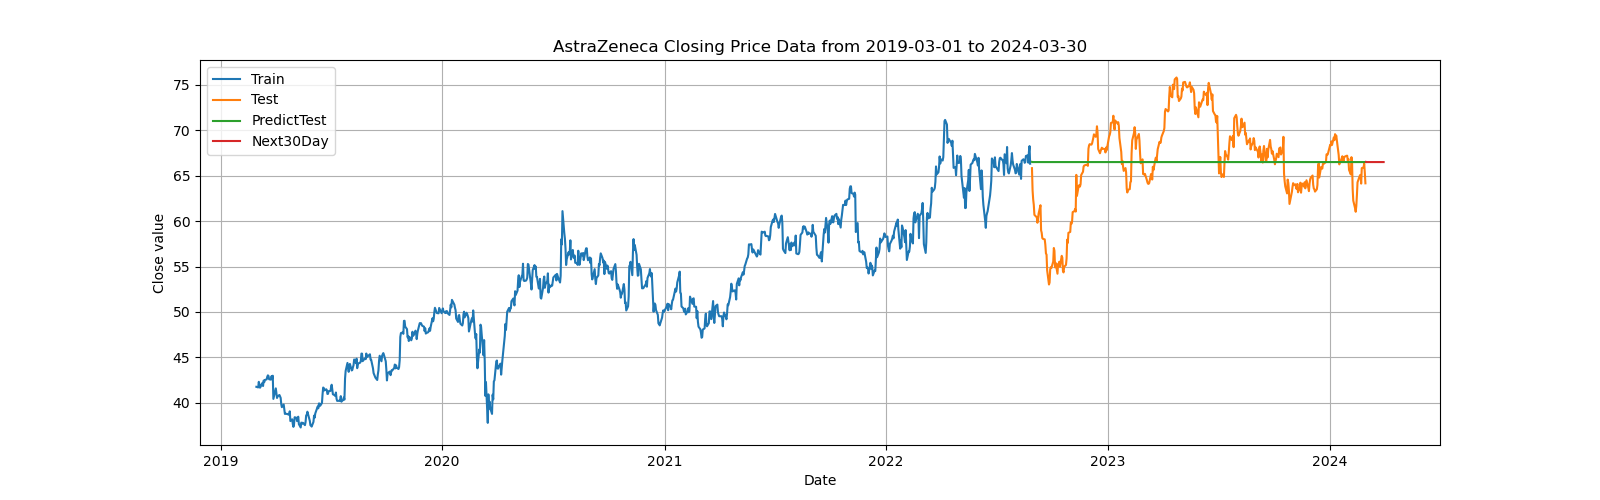 AstraZeneca Closing Price Data from 2019-03-01 to 2024-03-30
Train
Test
PredictTest
Next30Day
75
70
65
60
55
50
45
40
Close value
2019
2020
2021
2022
2023
2024
Date